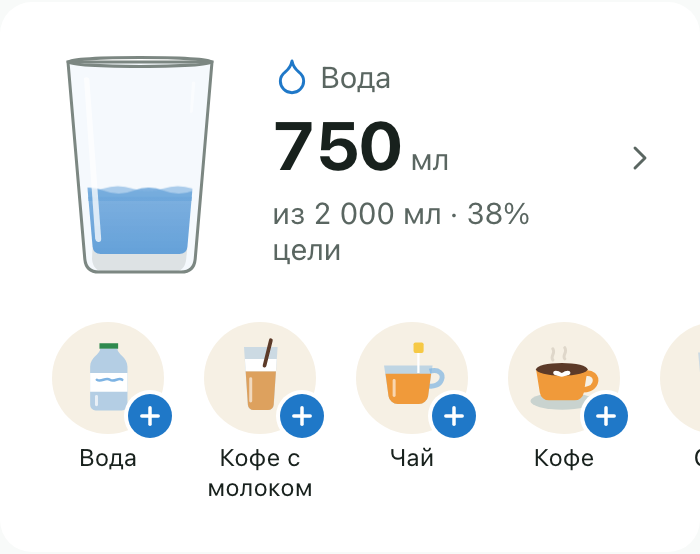 Вода
750 мл
из 2 000 мл · 38%
цели
Вода
Кофе с
молоком
Чай
Кофе